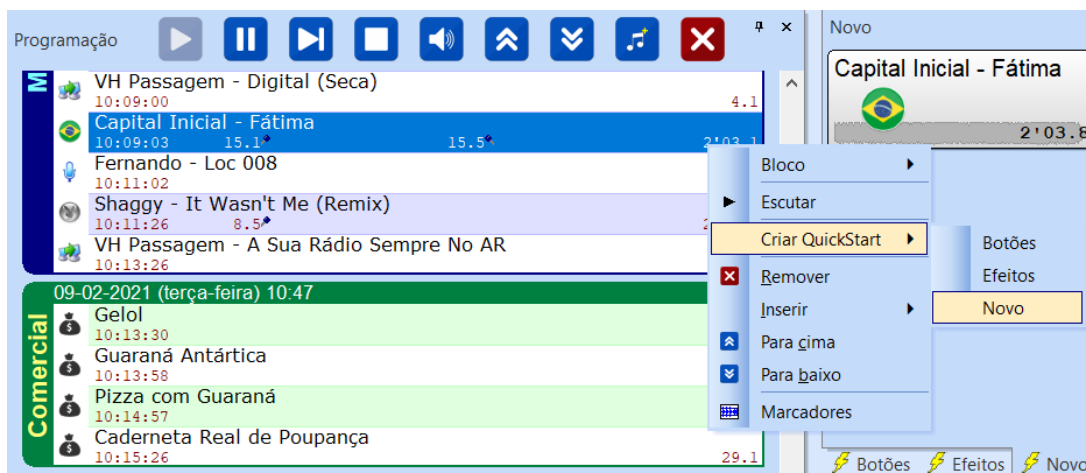 Programação
M
VH Passagem - Digital (Seca)
10:09:00 4.1
Capital Inicial - Fátima
10:09:03 15.1 15.5 2'03.1
Fernando - Loc 008
10:11:02
Shaggy - It Wasn't Me (Remix)
10:11:26 8.5 2
VH Passagem - A Sua Rádio Sempre No AR
10:13:26
09-02-2021 (terça-feira) 10:47
Comercial
Gelol
10:13:30
Guaraná Antártica
10:13:58
Pizza com Guaraná
10:14:57
Caderneta Real de Poupança
10:15:26 29.1
Bloco
Escutar
Criar QuickStart
Remover
Inserir
Para cima
Para baixo
Marcadores
Botões
Efeitos
Novo
Novo
Capital Inicial - Fátima
2'03.8
Botões Efeitos Novo